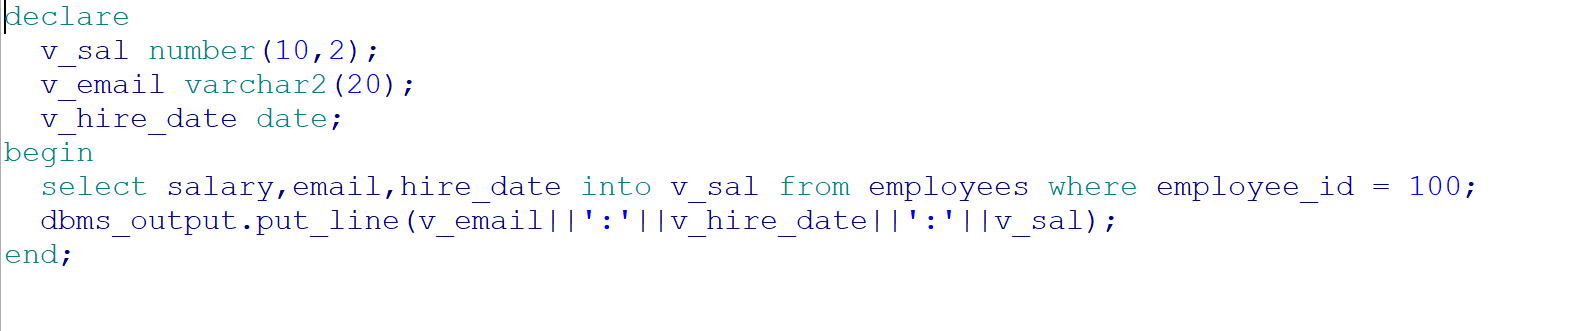 declare
  v_sal number(10,2);
  v_email varchar2(20);
  v_hire_date date;
begin
  select salary,email,hire_date into v_sal from employees where employee_id = 100;
  dbms_output.put_line(v_email||':'||v_hire_date||':'||v_sal);
end;